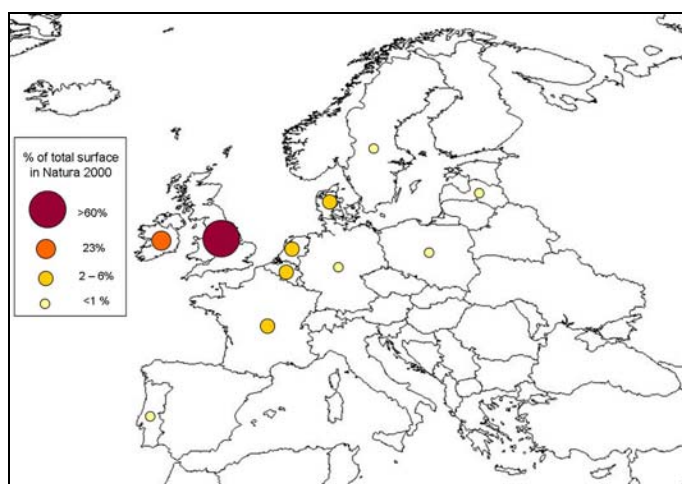 % of total surface
in Natura 2000
>60%
23%
2 – 6%
<1 %